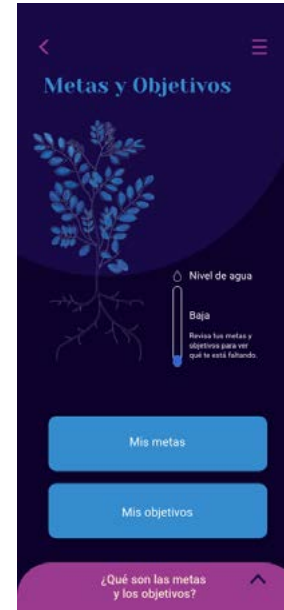 Metas y Objetivos
Nivel de agua
Baja
Revisa tus metas y
objetivos para ver
qué te está faltando.
Mis metas
Mis objetivos
¿Qué son las metas
y los objetivos?